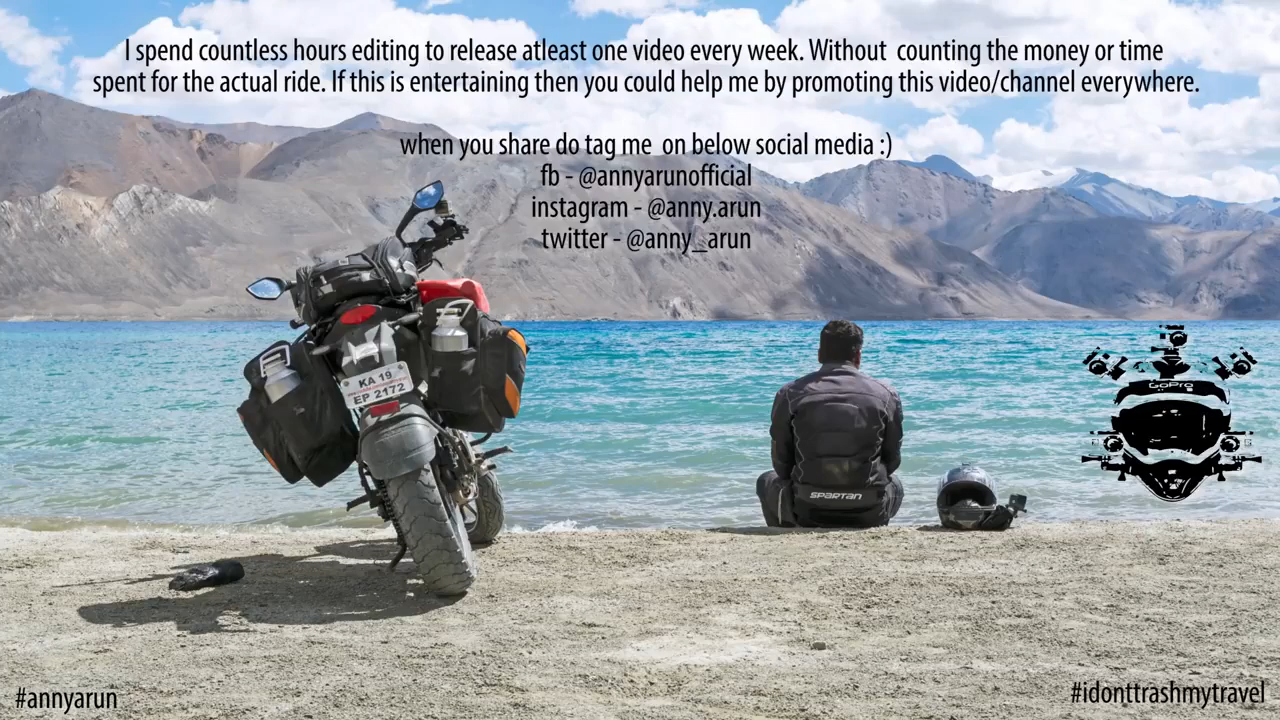 I spend countless hours editing to release atleast one video every week. Without  counting the money or time
spent for the actual ride. If this is entertaining then you could help me by promoting this video/channel everywhere.
when you share do tag me  on below social media :)
fb - @annyarunofficial
instagram - @anny.arun
twitter - @anny_arun
GoPro
KA 19
EP 2172
SPARTAN
#annyarun
#idonttrashmytravel